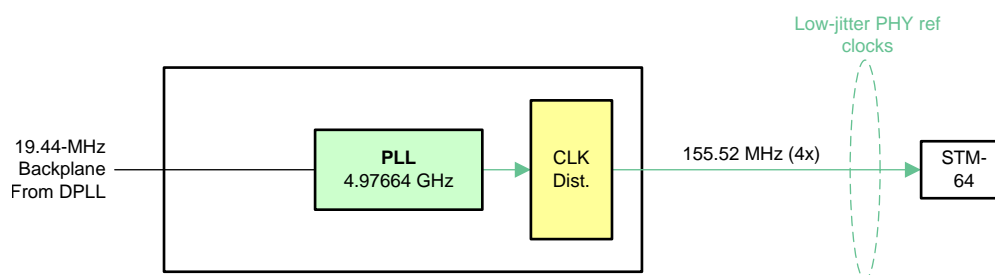 Low-jitter PHY ref
clocks
19.44-MHz
Backplane
From DPLL
PLL
4.97664 GHz
CLK
Dist.
155.52 MHz (4x)
STM-
64